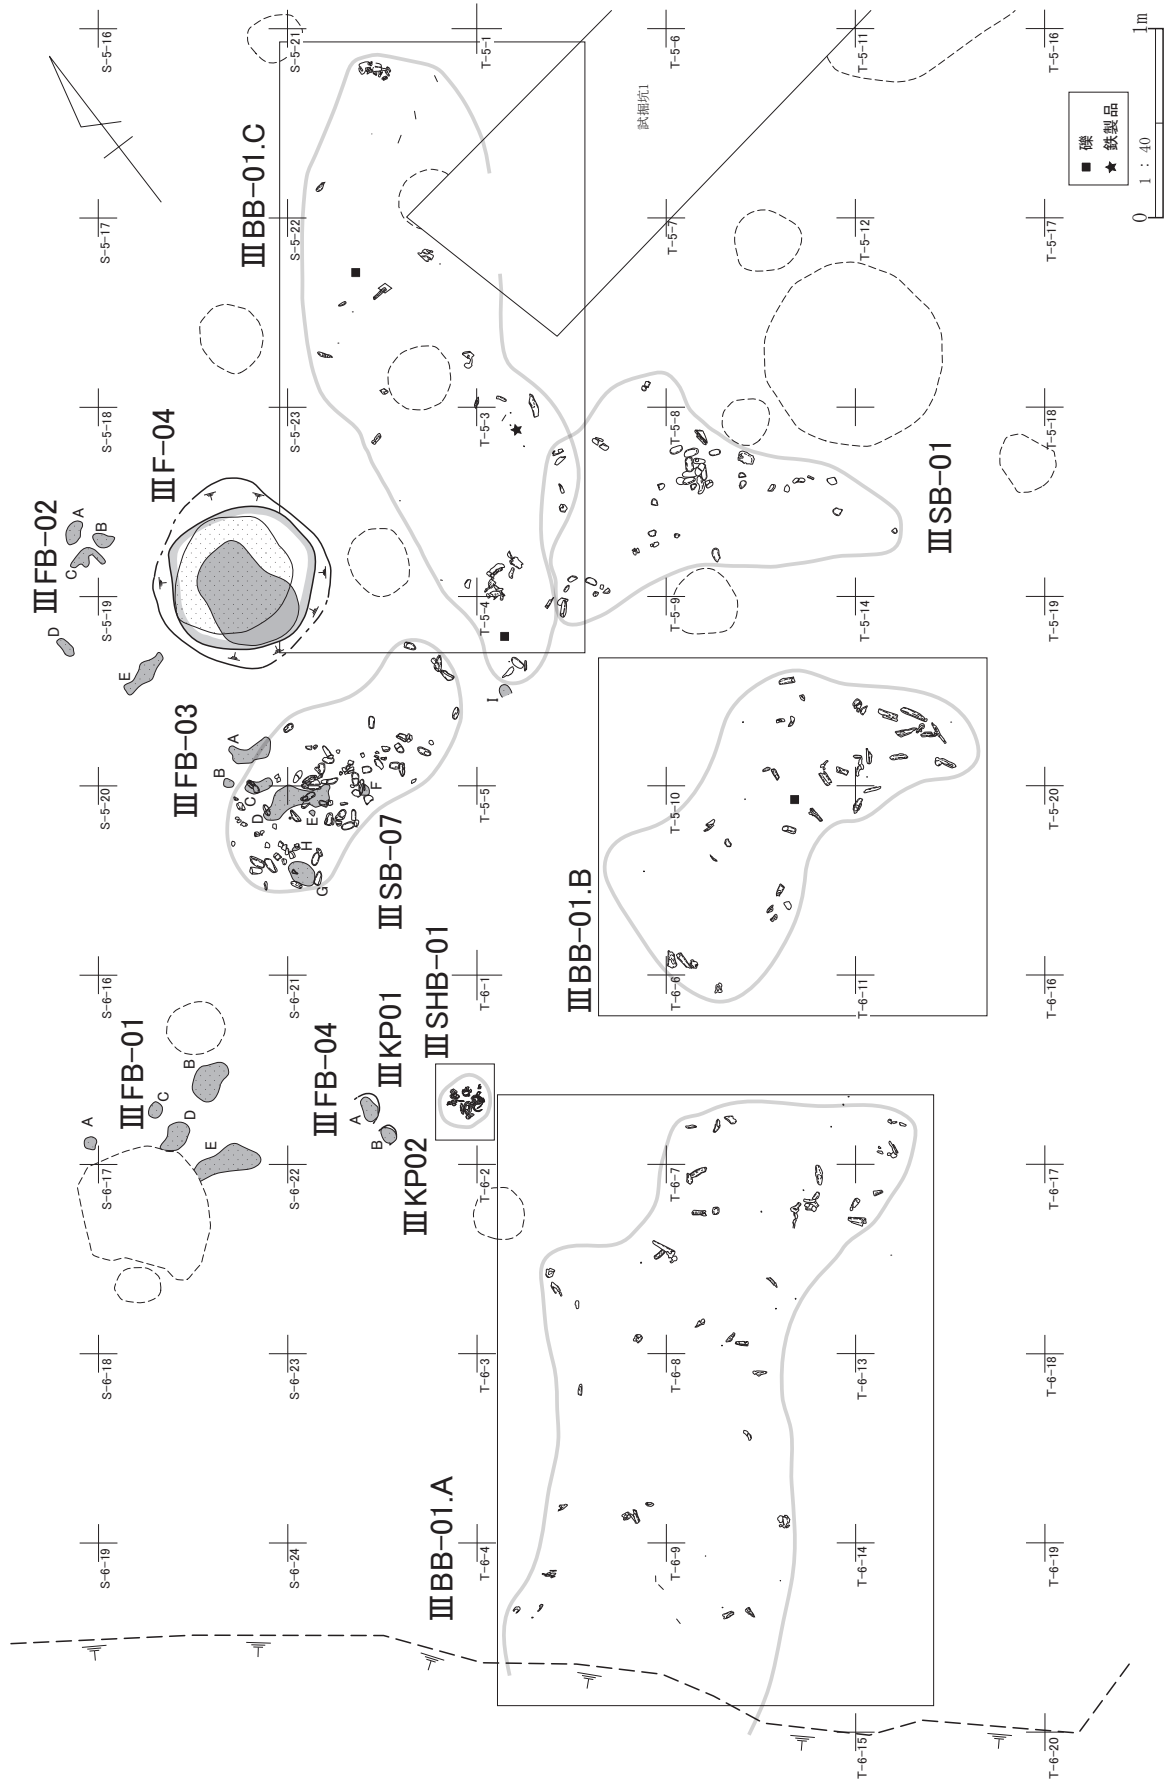 S-5-16
S-5-21
T-5-1
T-5-6
T-5-11
T-5-16
試掘坑1
■ 礫
★ 鉄製品
0 1 : 40 1m
ⅢBB-01.C
S-5-17
S-5-22
T-5-7
T-5-12
T-5-17
ⅢF-04
S-5-18
S-5-23
T-5-3
T-5-8
T-5-18
ⅢSB-01
ⅢFB-02
A
B
C
D
E
S-5-19
T-5-4
T-5-9
T-5-14
T-5-19
ⅢFB-03
A
B
C
D
E
F
G
H
I
S-5-20
T-5-5
T-5-10
T-5-20
ⅢSB-07
ⅢBB-01.B
S-6-16
S-6-21
T-6-1
T-6-6
T-6-11
T-6-16
ⅢSHB-01
ⅢFB-01
A
B
C
D
E
ⅢFB-04
A
B
ⅢKP01
ⅢKP02
S-6-17
S-6-22
T-6-2
T-6-7
T-6-17
S-6-18
S-6-23
T-6-3
T-6-8
T-6-13
T-6-18
ⅢBB-01.A
S-6-19
S-6-24
T-6-4
T-6-9
T-6-14
T-6-19
T-6-15
T-6-20